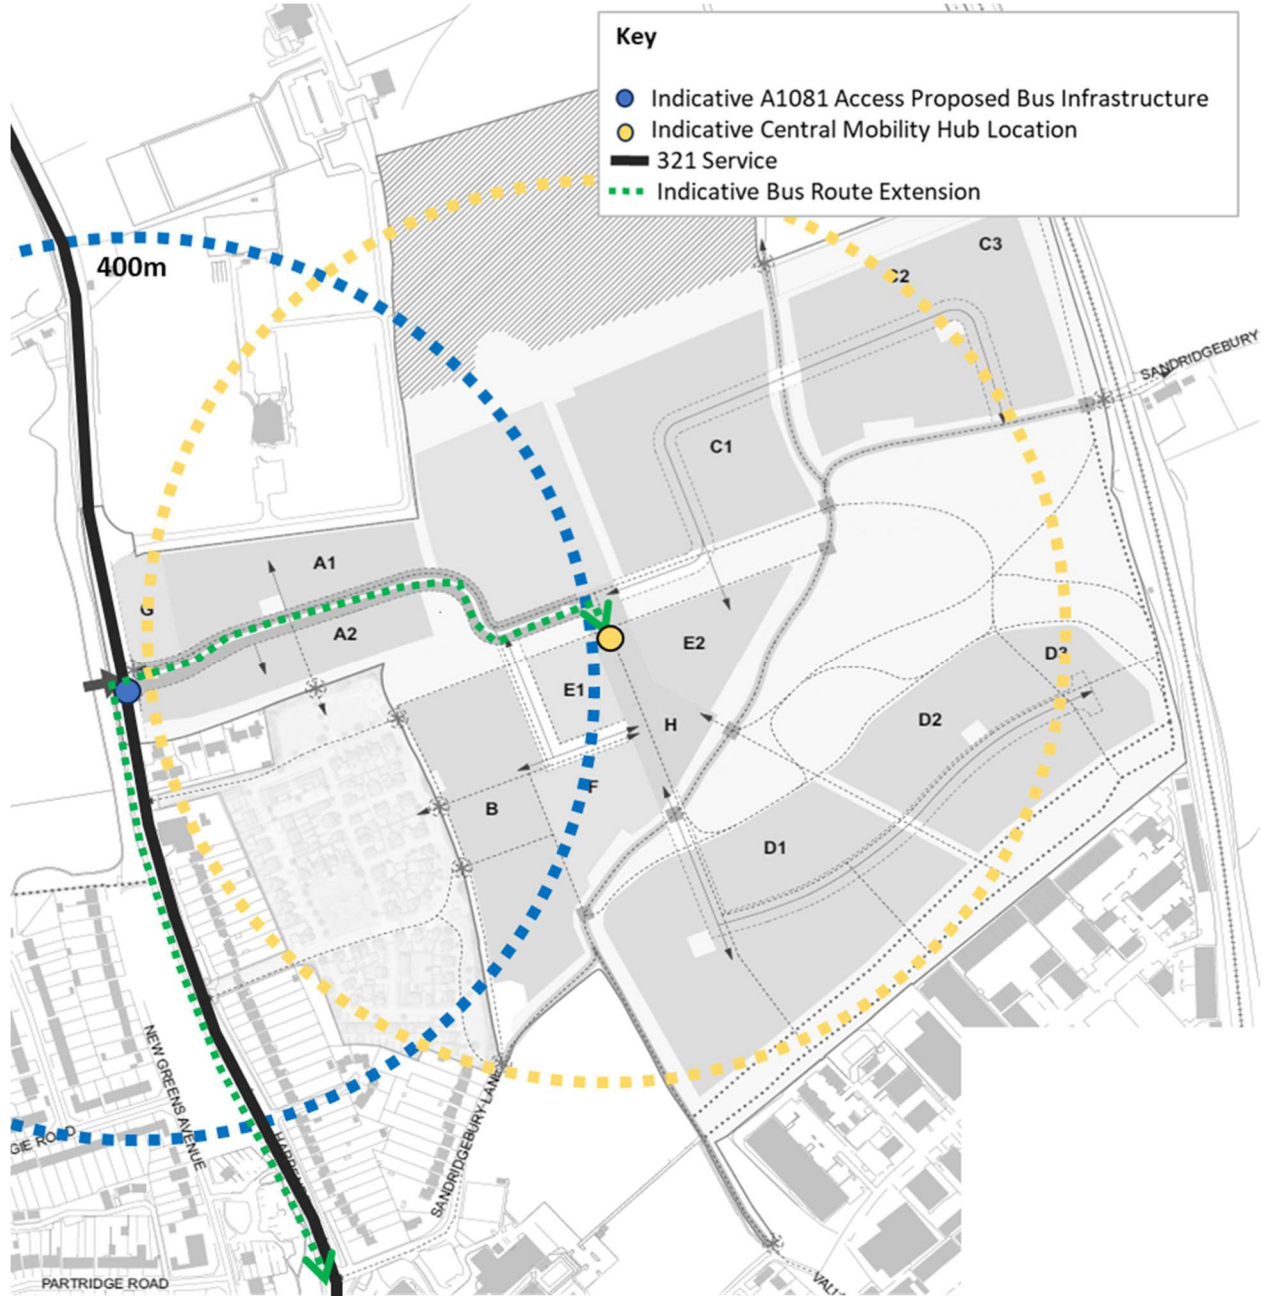 Key
Indicative A1081 Access Proposed Bus Infrastructure
Indicative Central Mobility Hub Location
321 Service
Indicative Bus Route Extension
400m
C3
C2
SANDRIDGEBURY
C1
A1
G
A2
E2
D3
E1
D2
H
F
B
D1
NEW GREENS AVENUE
SANDRIDGEBURY LANE
PARTRIDGE ROAD